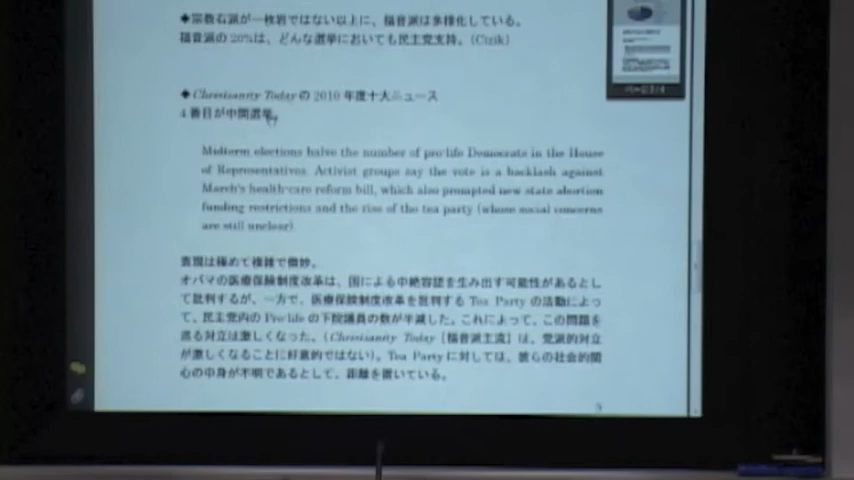 ◆宗教右派が一枚岩ではない以上に、福音派は多様化している。
福音派の20%は、どんな選挙においても民主党支持。(Cizik)
◆Christianity Todayの 2010 年度十大ニュース
4 番目が中間選挙。
Midterm elections halve the number of pro-life Democrats in the House
of Representatives. Activist groups say the vote is a backlash against
March's health-care reform bill, which also prompted new state abortion
funding restrictions and the rise of the tea party (whose social concerns
are still unclear).
表現は極めて複雑で微妙。
オバマの医療保険制度改革は、国による中絶容認を生み出す可能性があるとし
て批判するが、一方で、医療保険制度改革を批判する Tea Party の活動によっ
て、民主党内の Pro-life の下院議員の数が半減した。これによって、この問題を
巡る対立は激しくなった。(Christianity Today [福音派主流] は、党派的対立
が激しくなることに好意的ではない)。Tea Party に対しては、彼らの社会的関
心の中身が不明であるとして、距離を置いている。